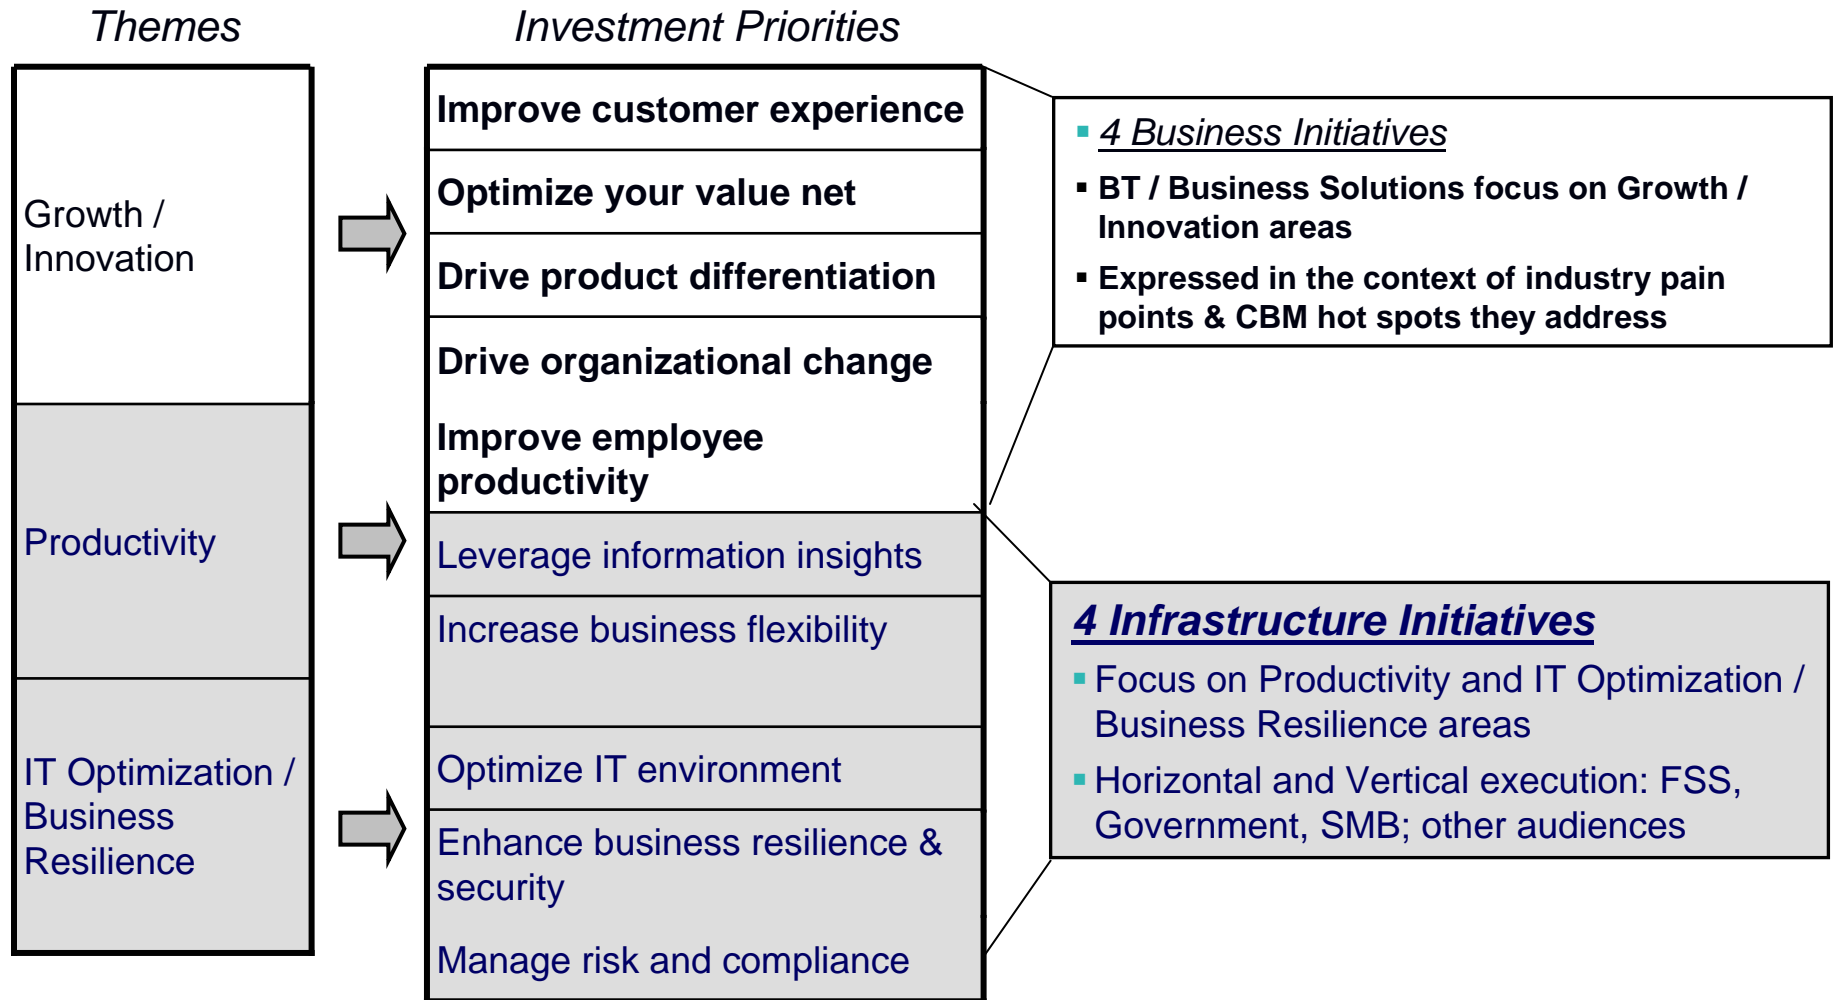 Themes
Investment Priorities
Growth /
Innovation
Productivity
IT Optimization /
Business
Resilience
Improve customer experience
Optimize your value net
Drive product differentiation
Drive organizational change
Improve employee
productivity
Leverage information insights
Increase business flexibility
Optimize IT environment
Enhance business resilience &
security
Manage risk and compliance
4 Business Initiatives
BT / Business Solutions focus on Growth /
Innovation areas
Expressed in the context of industry pain
points & CBM hot spots they address
4 Infrastructure Initiatives
Focus on Productivity and IT Optimization /
Business Resilience areas
Horizontal and Vertical execution: FSS,
Government, SMB; other audiences